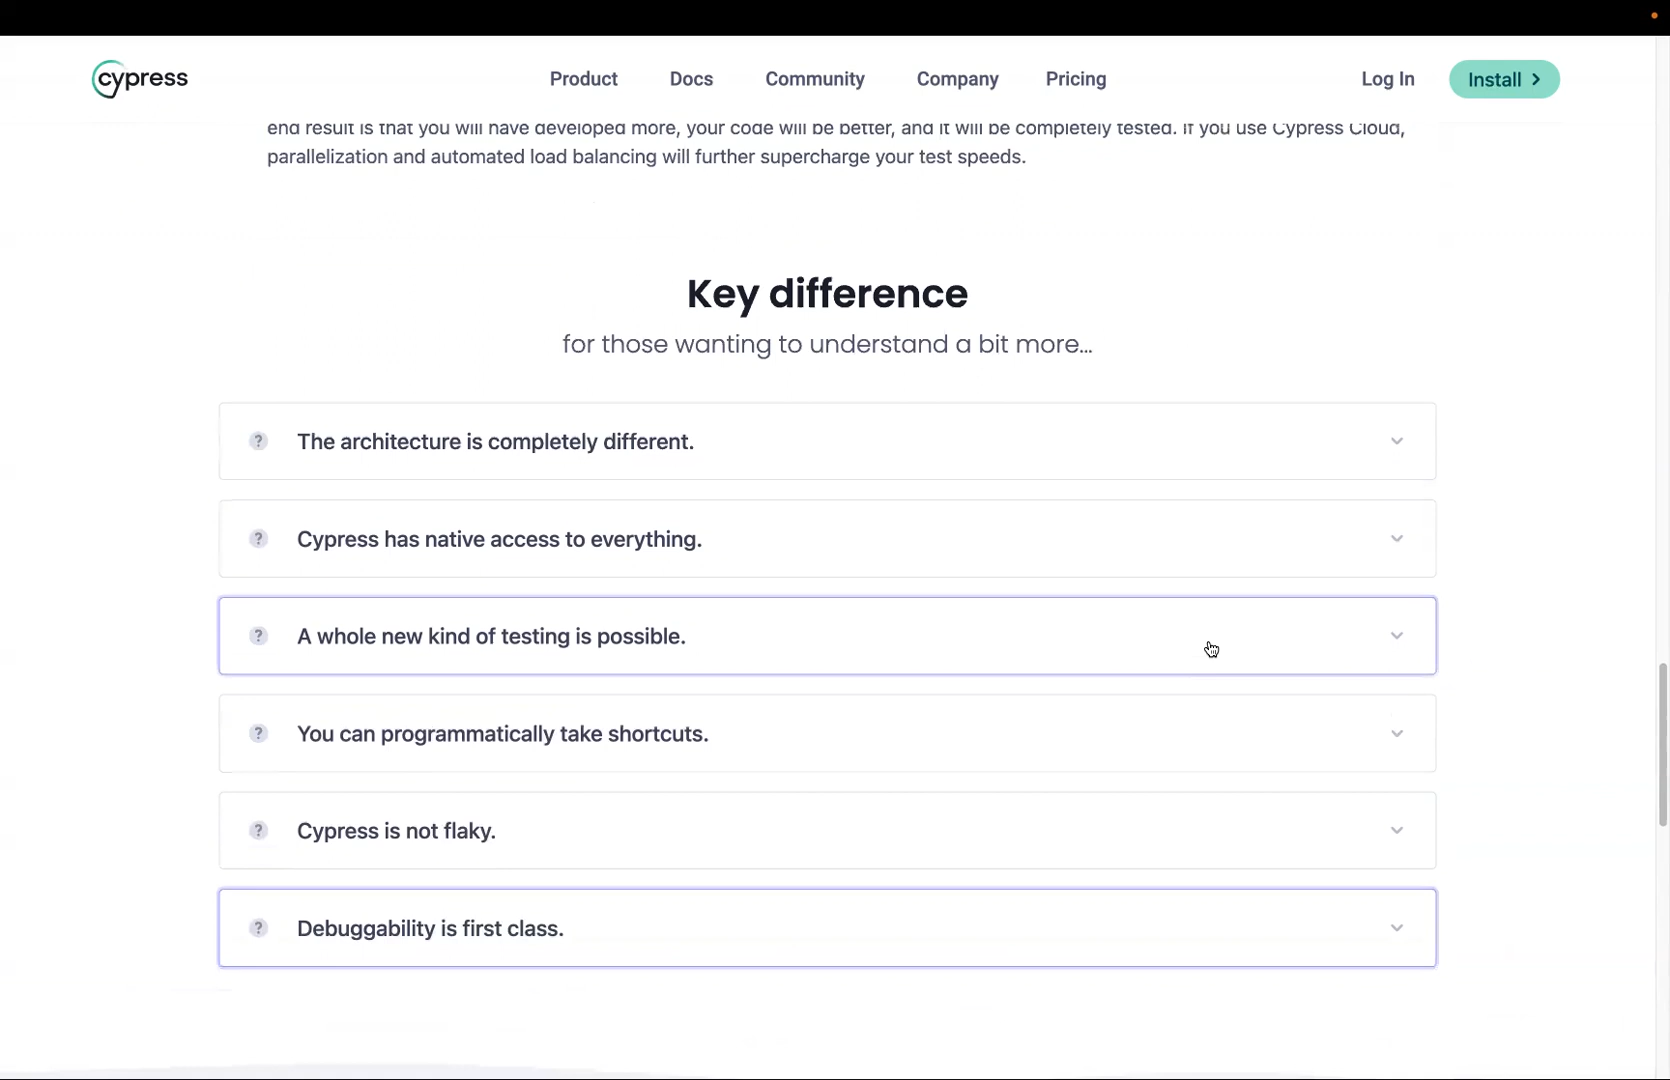 cypress
Product Docs Community Company Pricing Log In Install >
end result is that you will have developed more, your code will be better, and it will be completely tested. If you use Cypress Cloud,
parallelization and automated load balancing will further supercharge your test speeds.
Key difference
for those wanting to understand a bit more...
? The architecture is completely different.
? Cypress has native access to everything.
? A whole new kind of testing is possible.
? You can programmatically take shortcuts.
? Cypress is not flaky.
? Debuggability is first class.